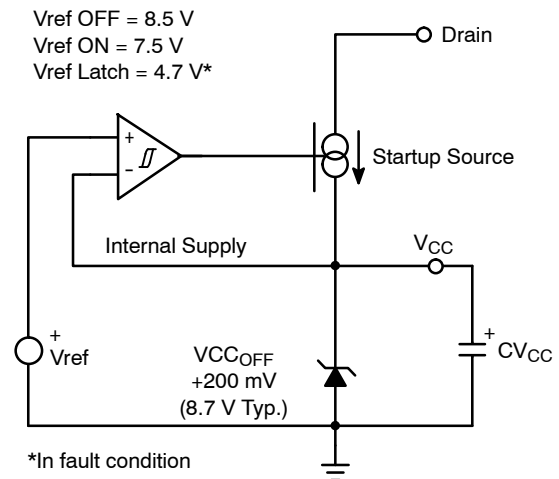 Vref OFF = 8.5 V
Vref ON = 7.5 V
Vref Latch = 4.7 V*
Drain
+
-
Startup Source
Internal Supply
VCC
+
Vref
VCCOFF
+200 mV
(8.7 V Typ.)
+
CVCC
*In fault condition